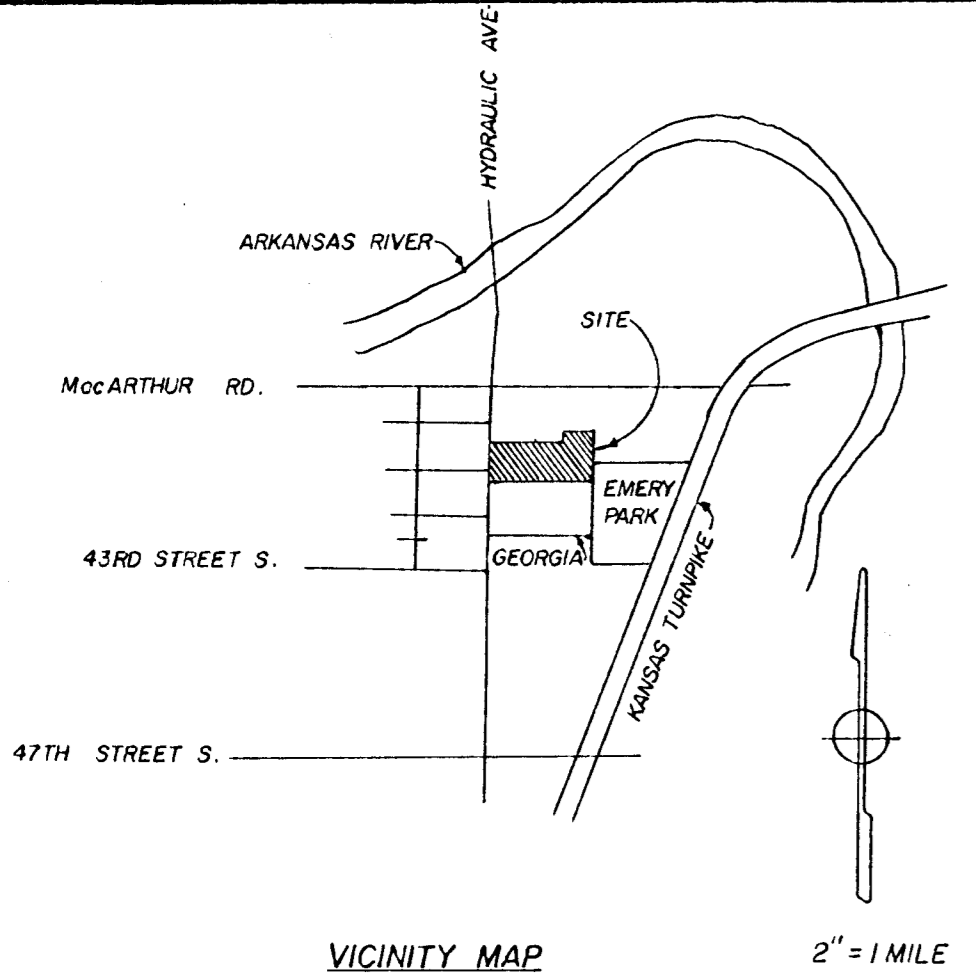 HYDRAULIC AVE.
ARKANSAS RIVER
SITE
MacARTHUR RD.
EMERY
PARK
43RD STREET S.
GEORGIA
KANSAS TURNPIKE
47TH STREET S.
VICINITY MAP
2" = 1 MILE